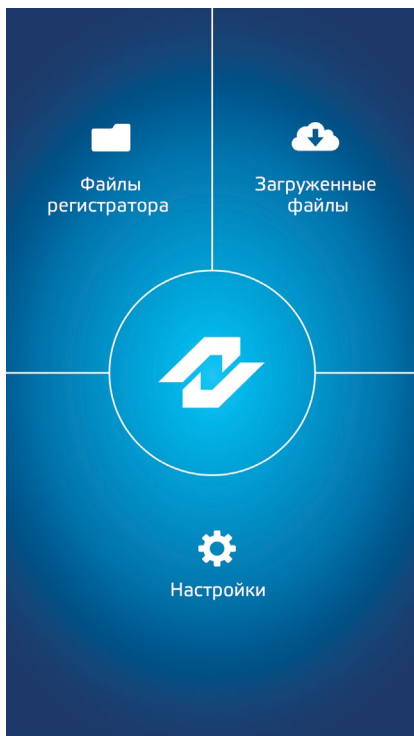 Файлы
регистратора
Загруженные
файлы
Настройки